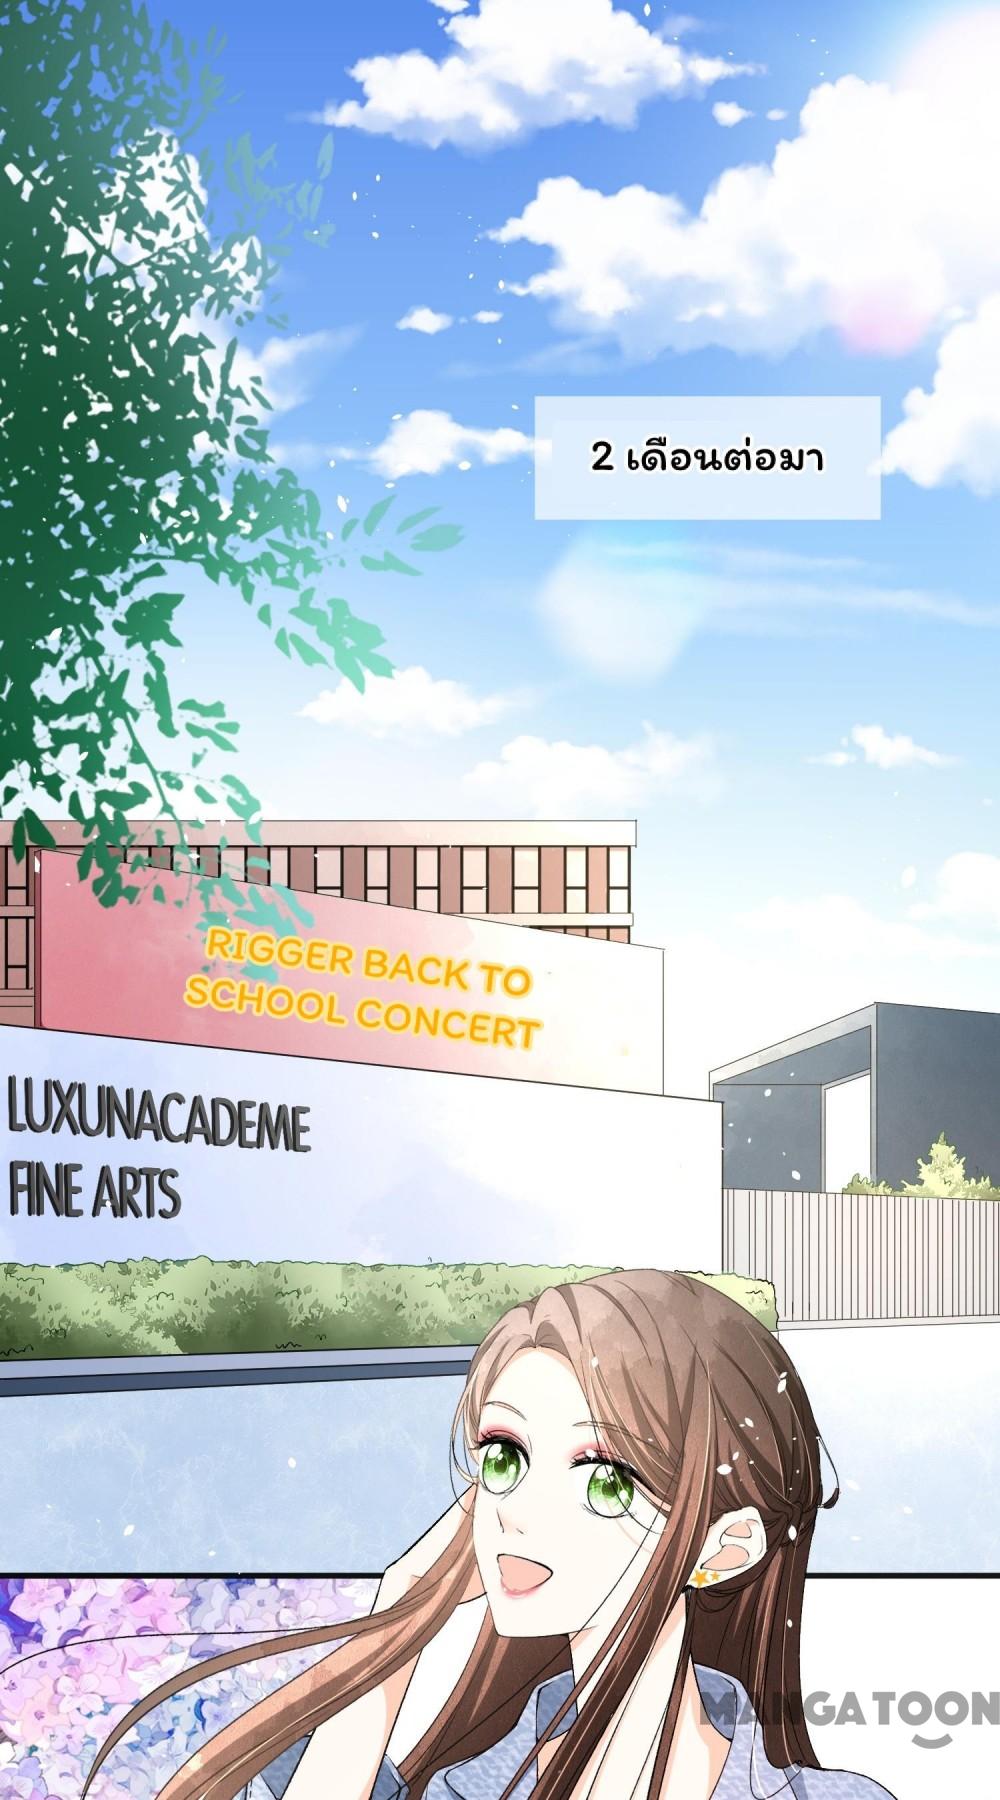 2 เดือนต่อมา
RIGGER BACK TO
SCHOOL CONCERT
LUXUNACADEME
FINE ARTS
MANGATOON